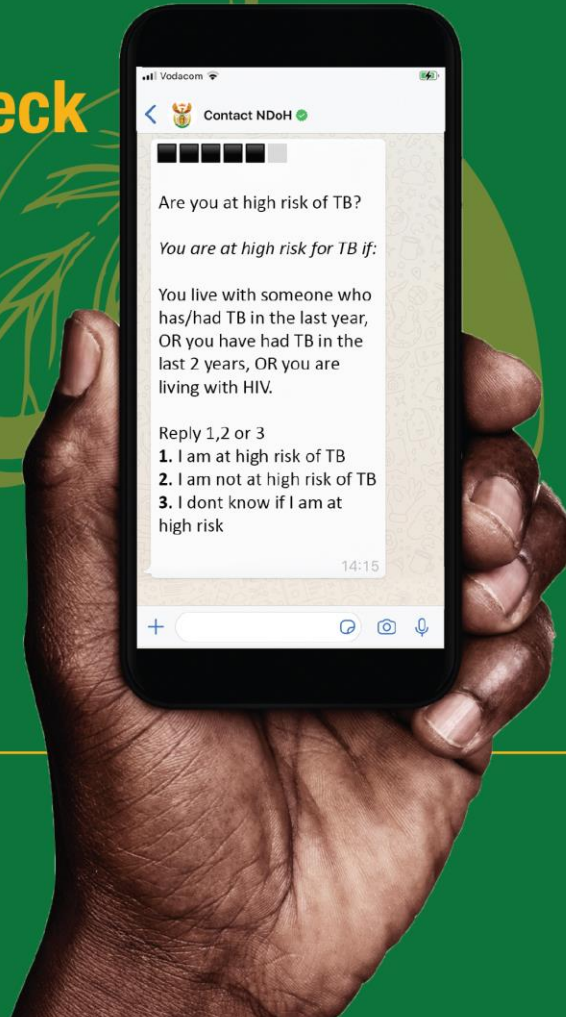 eck
Vodacom
Contact NDoH
Are you at high risk of TB?
You are at high risk for TB if:
You live with someone who
has/had TB in the last year,
OR you have had TB in the
last 2 years, OR you are
living with HIV.
Reply 1,2 or 3
1. I am at high risk of TB
2. I am not at high risk of TB
3. I dont know if I am at
high risk
14:15